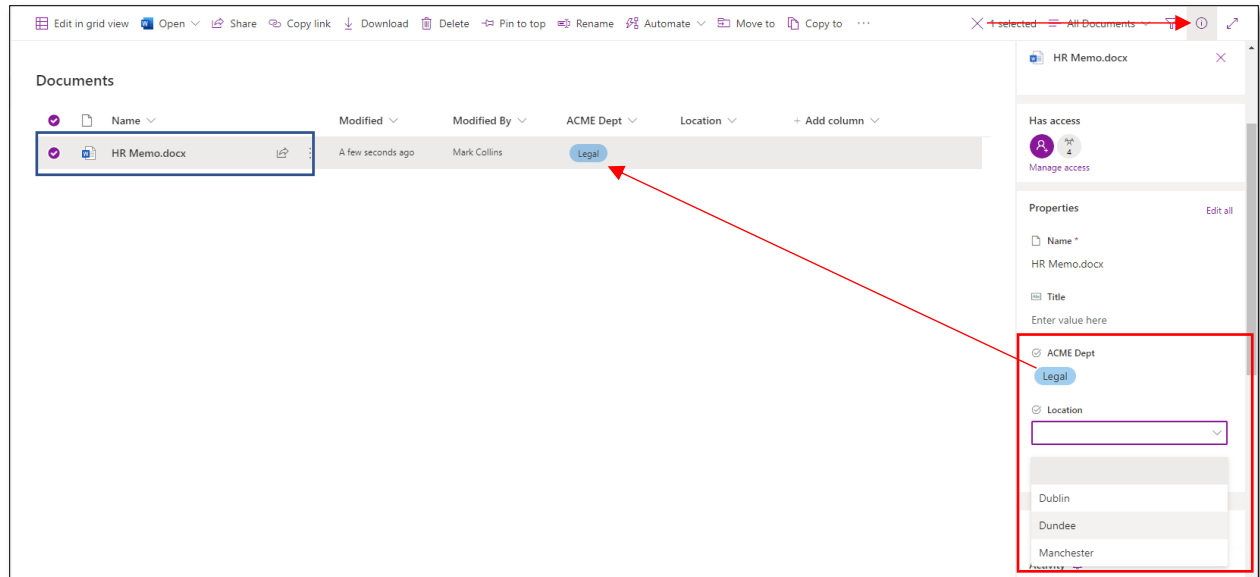 Edit in grid view Open Share Copy link Download Delete Pin to top Rename Automate Move to Copy to ... 1 selected All Documents
HR Memo.docx
Documents
Name Modified Modified By ACME Dept Location + Add column
HR Memo.docx A few seconds ago Mark Collins Legal
Has access
4
Manage access
Properties Edit all
Name *
HR Memo.docx
Title
Enter value here
ACME Dept
Legal
Location
Dublin
Dundee
Manchester
Activity